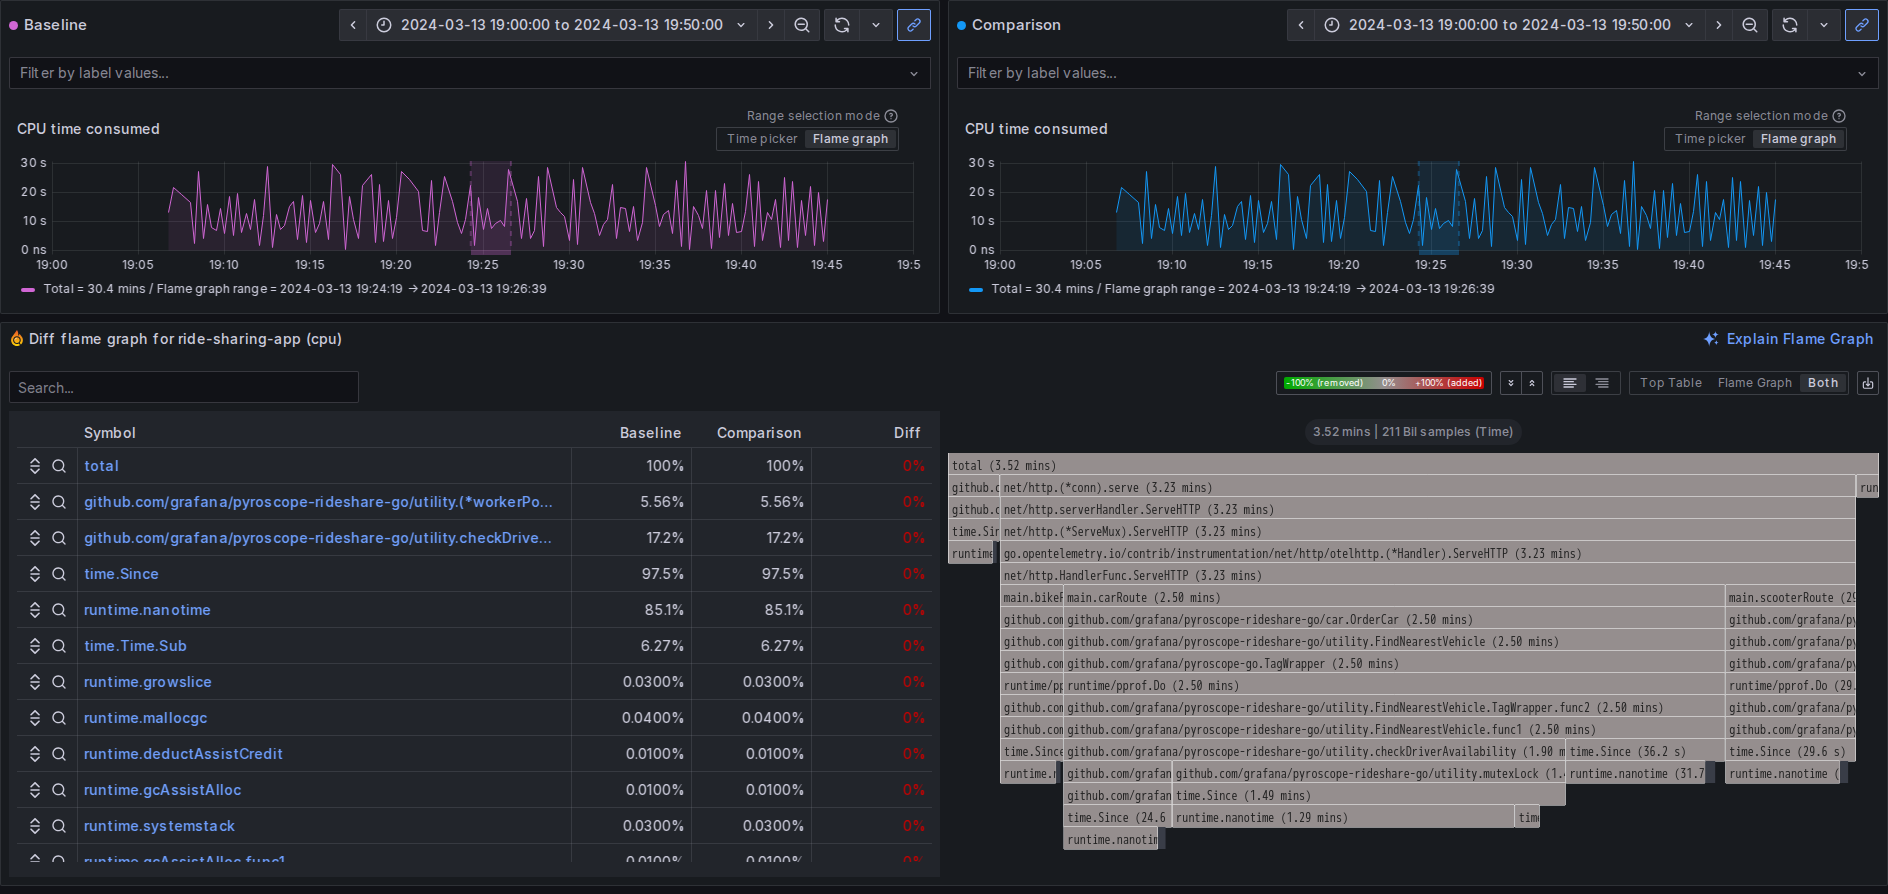 Baseline
2024-03-13 19:00:00 to 2024-03-13 19:50:00
Filter by label values...
Range selection mode
CPU time consumed
Time picker Flame graph
30 s
20 s
10 s
0 ns
19:00 19:05 19:10 19:15 19:20 19:25 19:30 19:35 19:40 19:45 19:5
Total = 30.4 mins / Flame graph range = 2024-03-13 19:24:19 → 2024-03-13 19:26:39
Comparison
2024-03-13 19:00:00 to 2024-03-13 19:50:00
Filter by label values...
Range selection mode
CPU time consumed
Time picker Flame graph
30 s
20 s
10 s
0 ns
19:00 19:05 19:10 19:15 19:20 19:25 19:30 19:35 19:40 19:45 19:5
Total = 30.4 mins / Flame graph range = 2024-03-13 19:24:19 → 2024-03-13 19:26:39
Diff flame graph for ride-sharing-app (cpu)
Explain Flame Graph
Search...
-100% (removed) 0% +100% (added)
Top Table Flame Graph Both
Symbol Baseline Comparison Diff
total 100% 100% 0%
github.com/grafana/pyroscope-rideshare-go/utility.(*workerPo... 5.56% 5.56% 0%
github.com/grafana/pyroscope-rideshare-go/utility.checkDrive... 17.2% 17.2% 0%
time.Since 97.5% 97.5% 0%
runtime.nanotime 85.1% 85.1% 0%
time.Time.Sub 6.27% 6.27% 0%
runtime.growslice 0.0300% 0.0300% 0%
runtime.mallocgc 0.0400% 0.0400% 0%
runtime.deductAssistCredit 0.0100% 0.0100% 0%
runtime.gcAssistAlloc 0.0100% 0.0100% 0%
runtime.systemstack 0.0300% 0.0300% 0%
runtime.gcAssistAlloc.func1 0.0100% 0.0100% 0%
3.52 mins | 211 Bil samples (Time)
total (3.52 mins)
github.c net/http.(*conn).serve (3.23 mins) run
github.c net/http.serverHandler.ServeHTTP (3.23 mins)
time.Sin net/http.(*ServeMux).ServeHTTP (3.23 mins)
runtime go.opentelemetry.io/contrib/instrumentation/net/http/otelhttp.(*Handler).ServeHTTP (3.23 mins)
net/http.HandlerFunc.ServeHTTP (3.23 mins)
main.bikeR main.carRoute (2.50 mins) main.scooterRoute (29
github.com github.com/grafana/pyroscope-rideshare-go/car.OrderCar (2.50 mins) github.com/grafana/py
github.com github.com/grafana/pyroscope-rideshare-go/utility.FindNearestVehicle (2.50 mins) github.com/grafana/py
github.com github.com/grafana/pyroscope-go.TagWrapper (2.50 mins) github.com/grafana/py
runtime/pp runtime/pprof.Do (2.50 mins) runtime/pprof.Do (29.
github.com github.com/grafana/pyroscope-rideshare-go/utility.FindNearestVehicle.TagWrapper.func2 (2.50 mins) github.com/grafana/py
github.com github.com/grafana/pyroscope-rideshare-go/utility.FindNearestVehicle.func1 (2.50 mins) github.com/grafana/py
time.Since github.com/grafana/pyroscope-rideshare-go/utility.checkDriverAvailability (1.90 m time.Since (36.2 s) time.Since (29.6 s)
runtime.r github.com/grafan github.com/grafana/pyroscope-rideshare-go/utility.mutexLock (1.4 runtime.nanotime (31.7 runtime.nanotime (
github.com/grafan time.Since (1.49 mins)
time.Since (24.6 runtime.nanotime (1.29 mins) time
runtime.nanotim